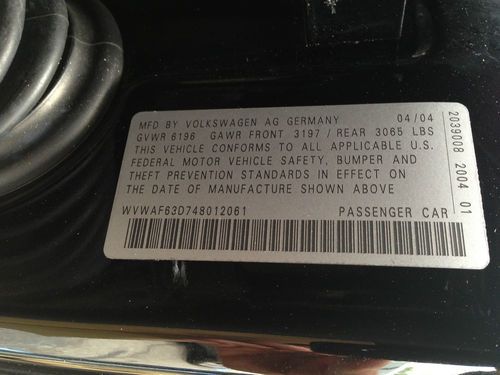 MFD BY VOLKSWAGEN AG GERMANY 04/04
GVWR 6196 GAWR FRONT 3197 / REAR 3065 LBS
THIS VEHICLE CONFORMS TO ALL APPLICABLE U.S.
FEDERAL MOTOR VEHICLE SAFETY, BUMPER AND
THEFT PREVENTION STANDARDS IN EFFECT ON
THE DATE OF MANUFACTURE SHOWN ABOVE
WVWAF63D748012061 PASSENGER CAR
2039008 2004 01